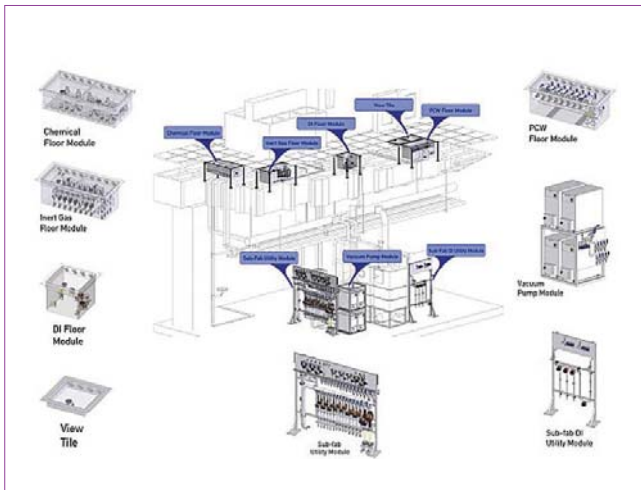 Chemical
Floor Module
Inert Gas
Floor Module
DI Floor
Module
View
Tile
Chemical Floor Module
Inert Gas Floor Module
DI Floor Module
View Tile
PCW Floor Module
Sub-Fab Utility Module
Vacuum Pump Module
Sub-Fab DI Utility Module
Sub-fab
Utility Module
PCW
Floor Module
Vacuum
Pump Module
Sub-fab DI
Utility Module